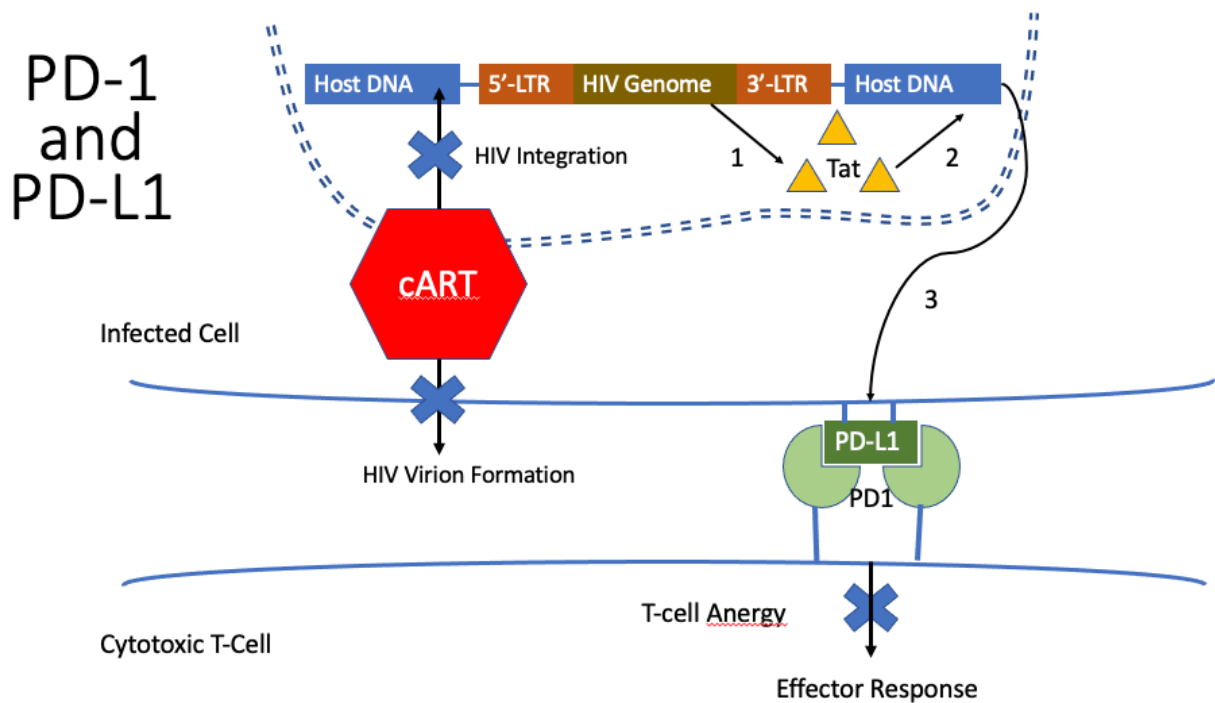 PD-1
and
PD-L1
Host DNA
5’-LTR
HIV Genome
3’-LTR
Host DNA
HIV Integration
1
Tat
2
cART
3
Infected Cell
PD-L1
HIV Virion Formation
PD1
T-cell Anergy
Cytotoxic T-Cell
Effector Response